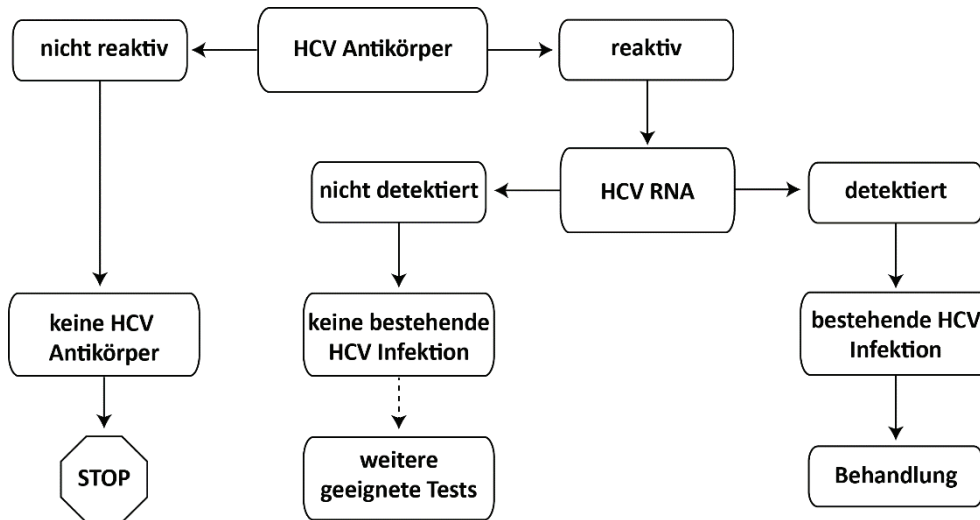 nicht reaktiv
HCV Antikörper
reaktiv
nicht detektiert
HCV RNA
detektiert
keine HCV
Antikörper
keine bestehende
HCV Infektion
bestehende HCV
Infektion
STOP
weitere
geeignete Tests
Behandlung